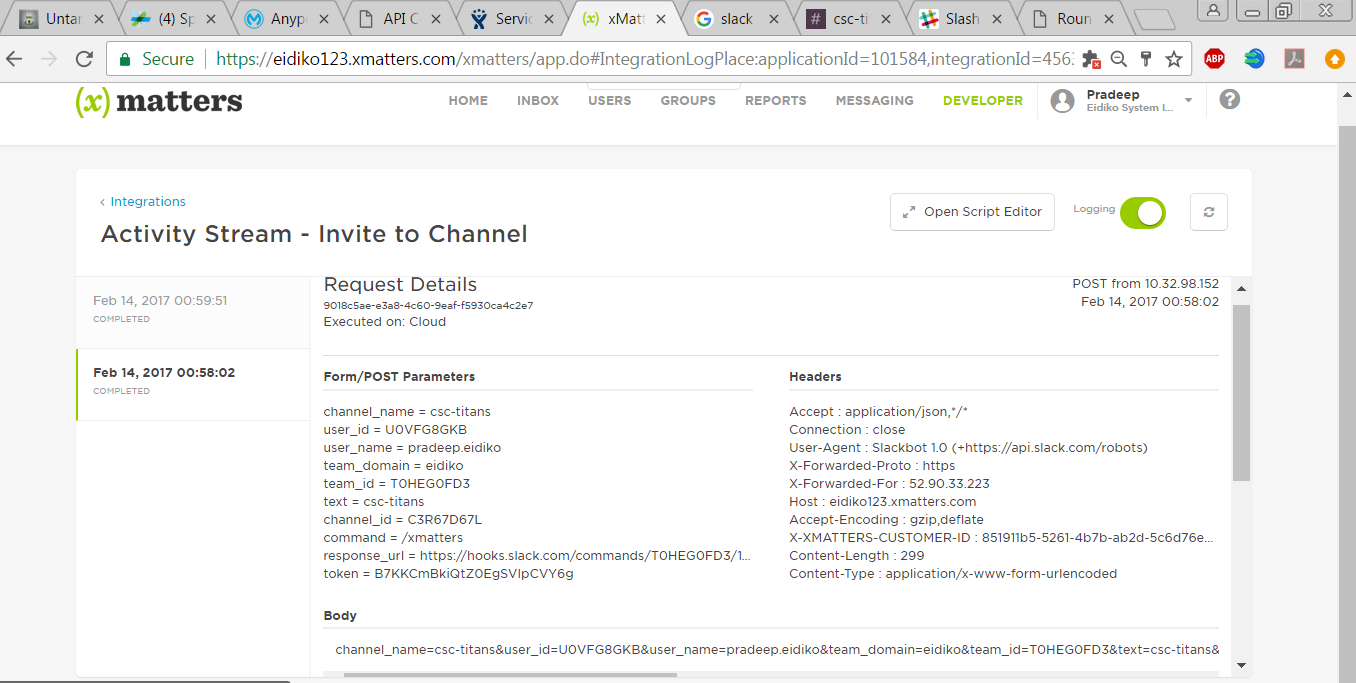 Untar
(4) Sp
Anyp
API C
Servic
xMatt
slack
csc-ti
Slash
Roun
Secure
https://eidiko123.xmatters.com/xmatters/app.do#IntegrationLogPlace:applicationId=101584,integrationId=4563
ABP
(x) matters
HOME INBOX USERS GROUPS REPORTS MESSAGING DEVELOPER
Pradeep
Eidiko System I...
?
‹ Integrations
Activity Stream - Invite to Channel
Open Script Editor
Logging
Feb 14, 2017 00:59:51
COMPLETED
Feb 14, 2017 00:58:02
COMPLETED
Request Details
9018c5ae-e3a8-4c60-9eaf-f5930ca4c2e7
Executed on: Cloud
POST from 10.32.98.152
Feb 14, 2017 00:58:02
Form/POST Parameters
channel_name = csc-titans
user_id = U0VFG8GKB
user_name = pradeep.eidiko
team_domain = eidiko
team_id = T0HEG0FD3
text = csc-titans
channel_id = C3R67D67L
command = /xmatters
response_url = https://hooks.slack.com/commands/T0HEG0FD3/1...
token = B7KKCmBkiQtZ0EgSVIpCVY6g
Headers
Accept : application/json,*/*
Connection : close
User-Agent : Slackbot 1.0 (+https://api.slack.com/robots)
X-Forwarded-Proto : https
X-Forwarded-For : 52.90.33.223
Host : eidiko123.xmatters.com
Accept-Encoding : gzip,deflate
X-XMATTERS-CUSTOMER-ID : 851911b5-5261-4b7b-ab2d-5c6d76e...
Content-Length : 299
Content-Type : application/x-www-form-urlencoded
Body
channel_name=csc-titans&user_id=U0VFG8GKB&user_name=pradeep.eidiko&team_domain=eidiko&team_id=T0HEG0FD3&text=csc-titans&